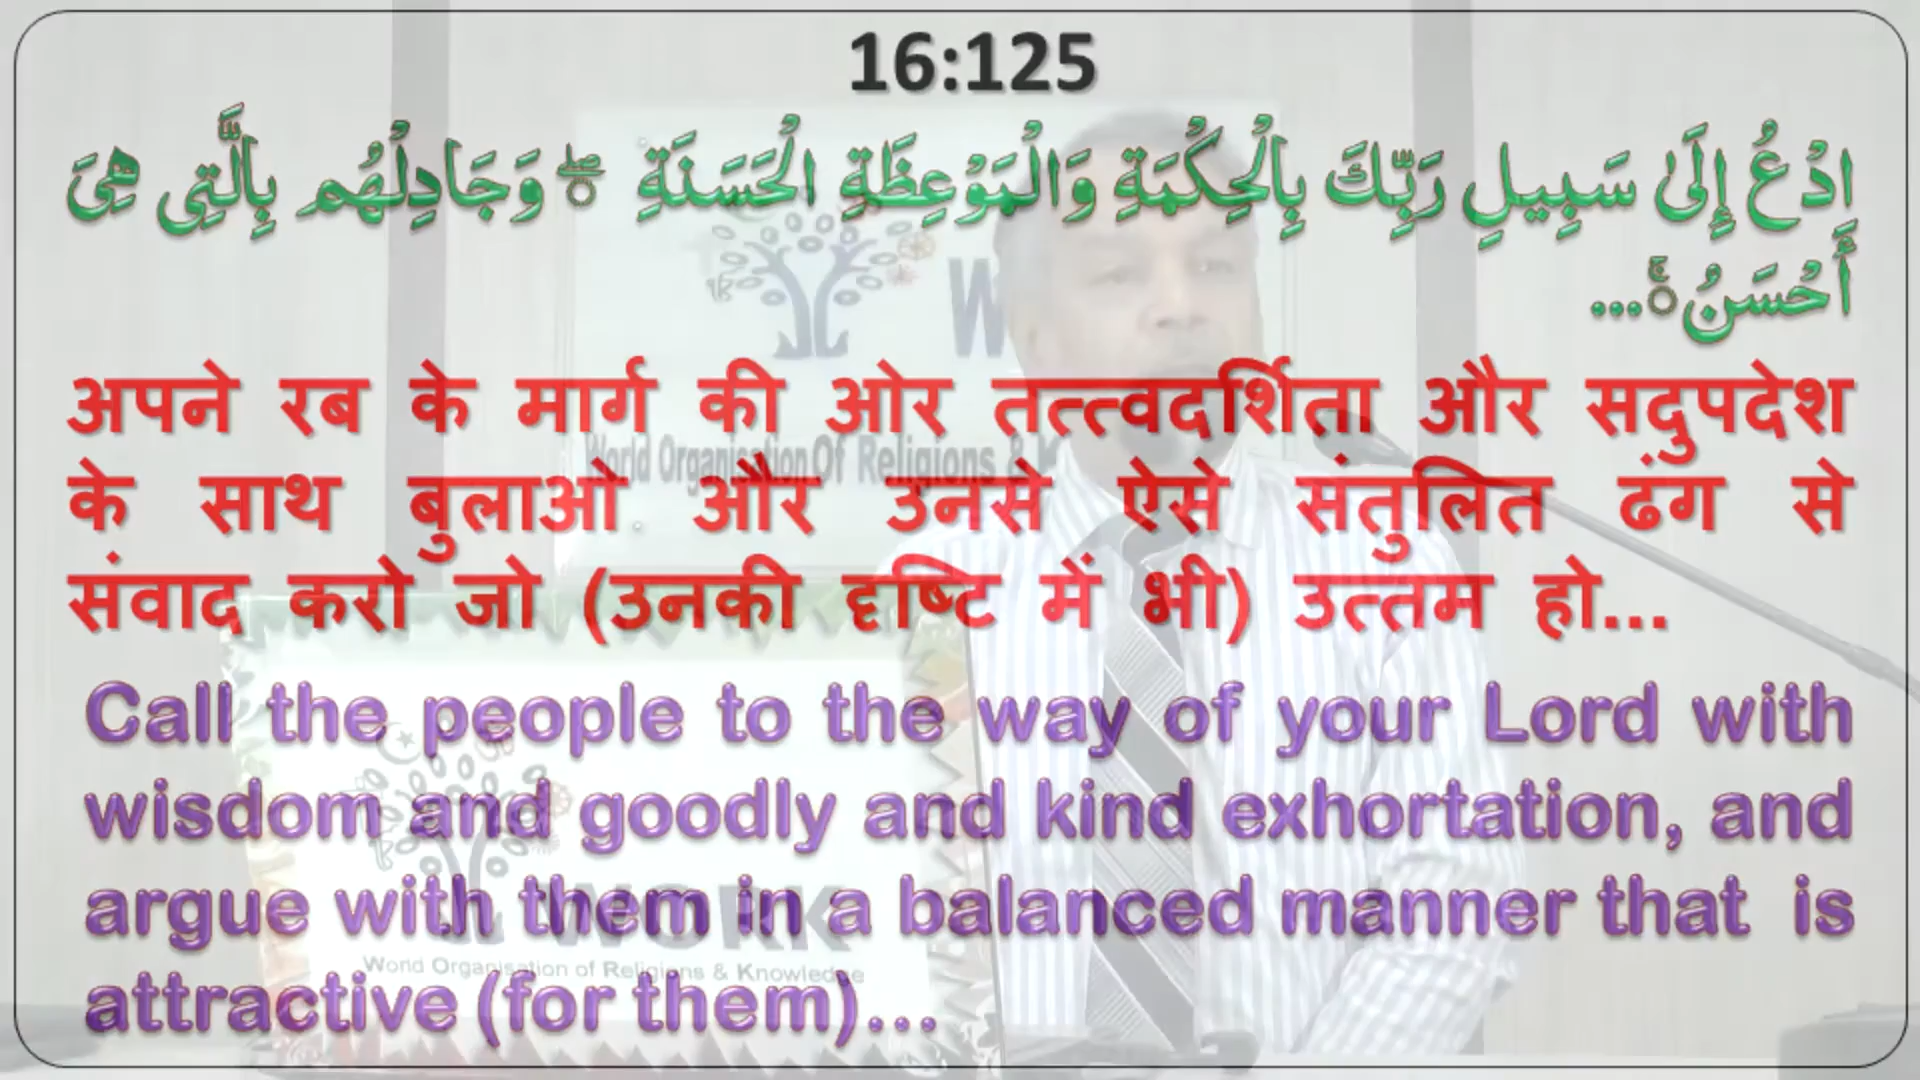 16:125
ادْعُ إِلَىٰ سَبِيلِ رَبِّكَ بِالْحِكْمَةِ وَالْمَوْعِظَةِ الْحَسَنَةِ ۖ وَجَادِلْهُم بِالَّتِي هِيَ
أَحْسَنُ ۚ...
अपने रब के मार्ग की ओर तत्त्वदर्शिता और सदुपदेश
के साथ बुलाओ और उनसे ऐसे संतुलित ढंग से
संवाद करो जो (उनकी दृष्टि में भी) उत्तम हो...
Call the people to the way of your Lord with
wisdom and goodly and kind exhortation, and
argue with them in a balanced manner that is
attractive (for them)...
W
World Organisation Of Religions & K
WORK
World Organisation of Religions & Knowledge